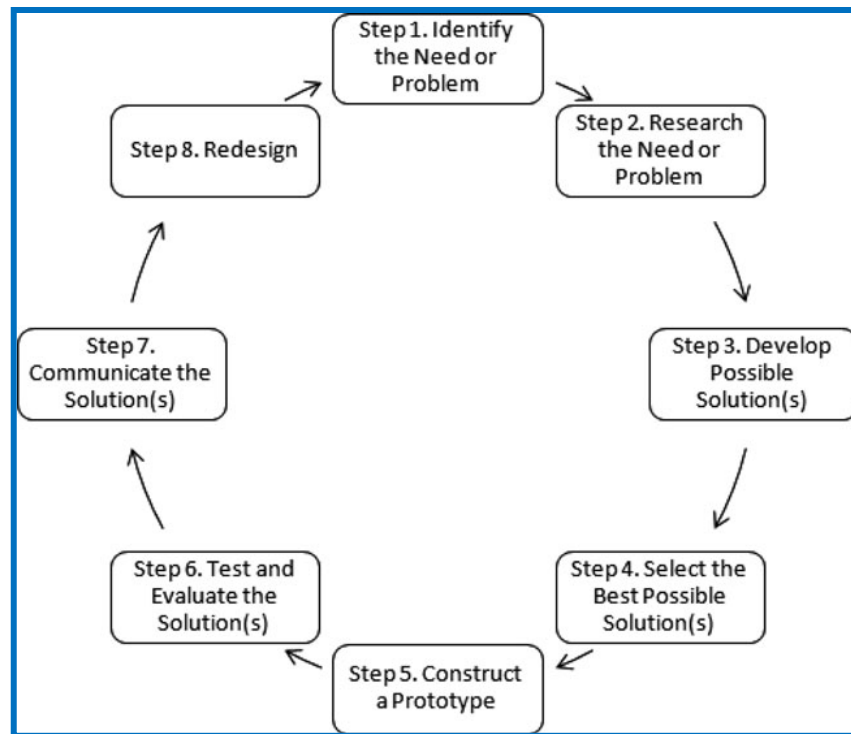 Step 1. Identify
the Need or
Problem
Step 2. Research
the Need or
Problem
Step 3. Develop
Possible
Solution(s)
Step 4. Select the
Best Possible
Solution(s)
Step 5. Construct
a Prototype
Step 6. Test and
Evaluate the
Solution(s)
Step 7.
Communicate the
Solution(s)
Step 8. Redesign